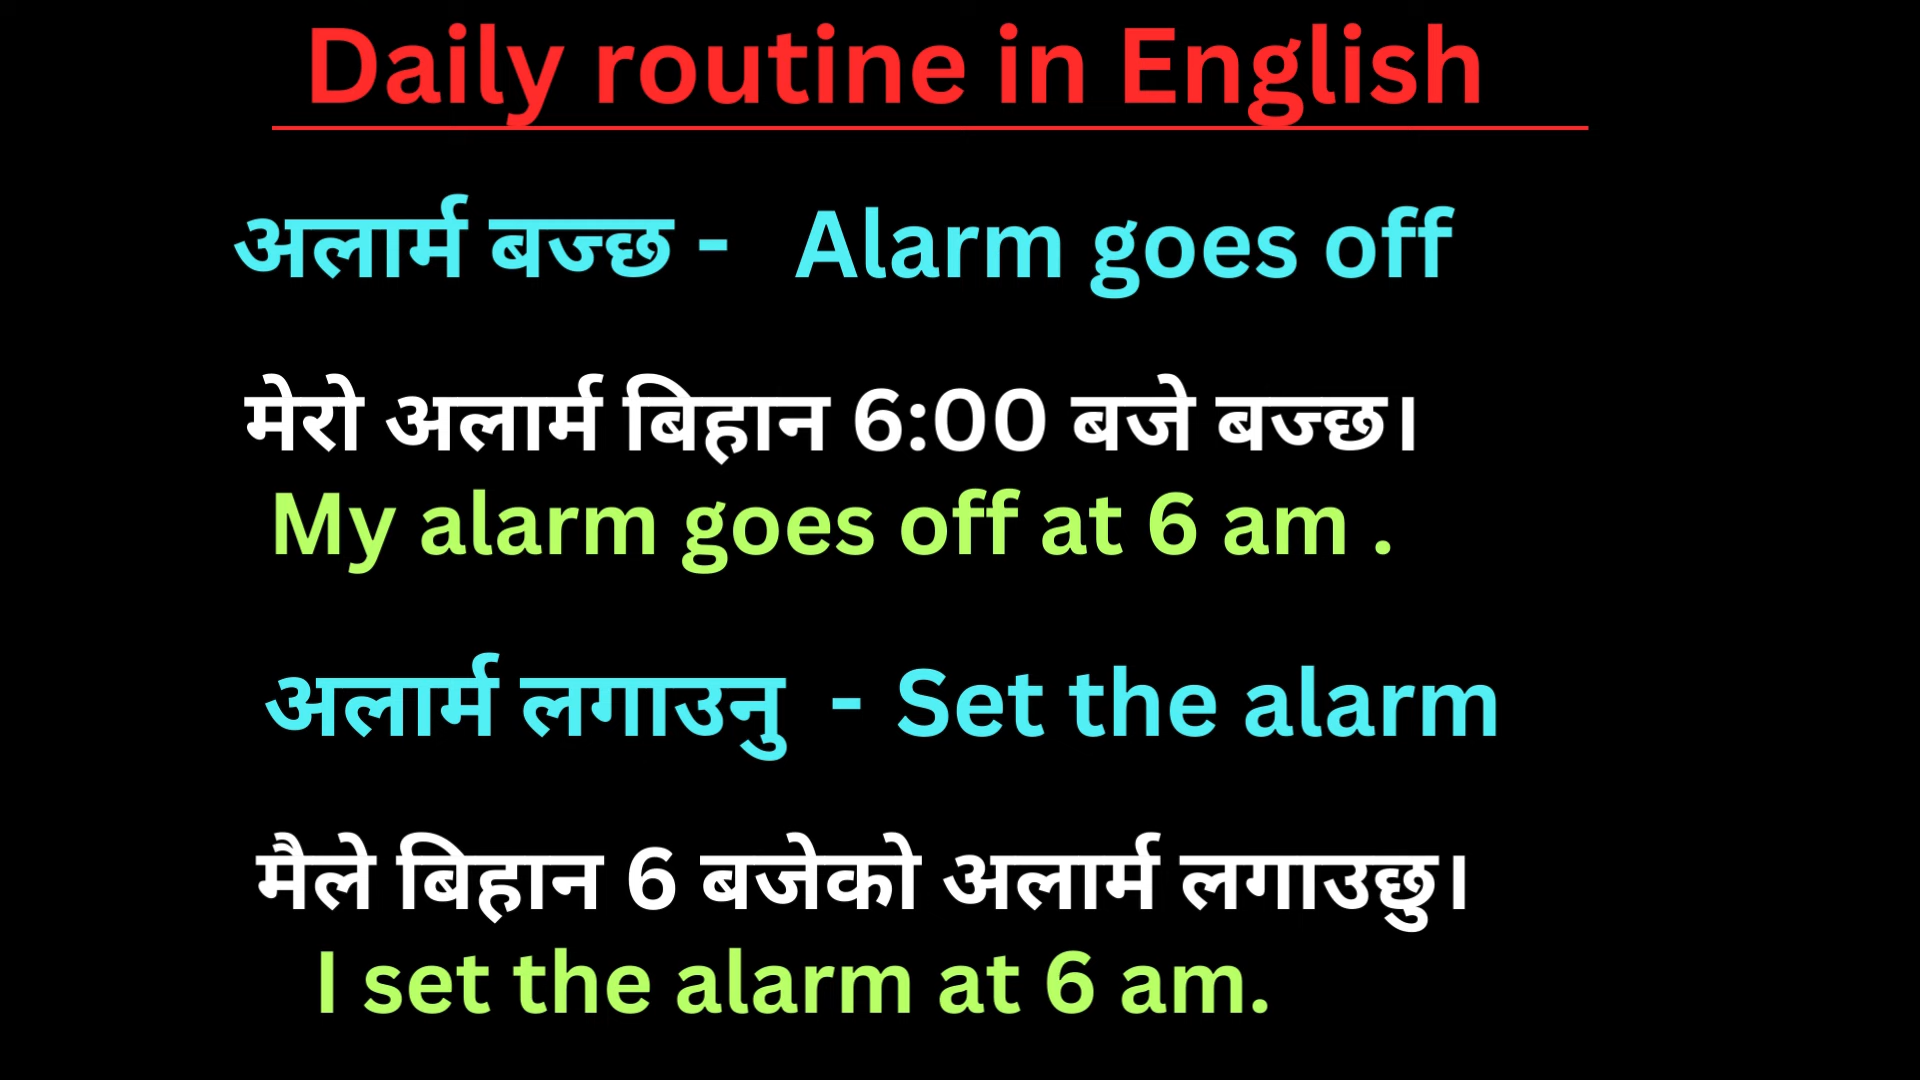 Daily routine in English
अलार्म बज्छ - Alarm goes off
मेरो अलार्म बिहान 6:00 बजे बज्छ।
My alarm goes off at 6 am .
अलार्म लगाउनु - Set the alarm
मैले बिहान 6 बजेको अलार्म लगाउछु।
I set the alarm at 6 am.